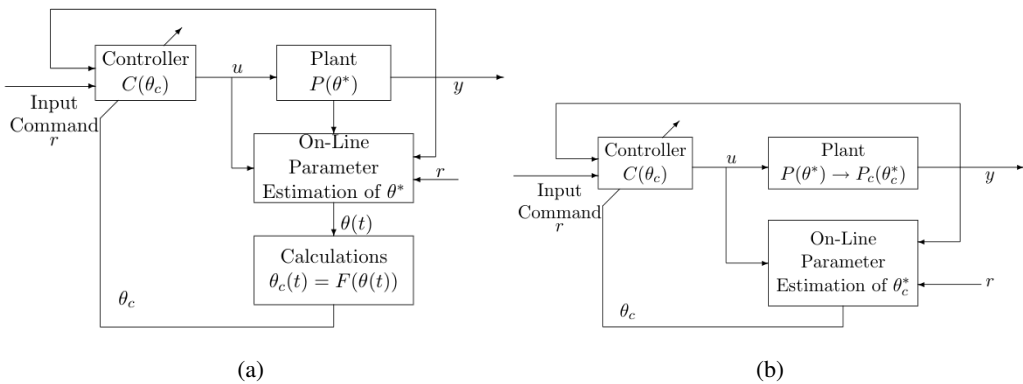 Controller
C(θc)
u
Plant
P(θ*)
y
Input
Command
r
On-Line
Parameter
Estimation of θ*
r
θ(t)
Calculations
θc(t) = F(θ(t))
θc
(a)
Controller
C(θc)
u
Plant
P(θ*) → Pc(θc*)
y
Input
Command
r
On-Line
Parameter
Estimation of θc*
r
θc
(b)